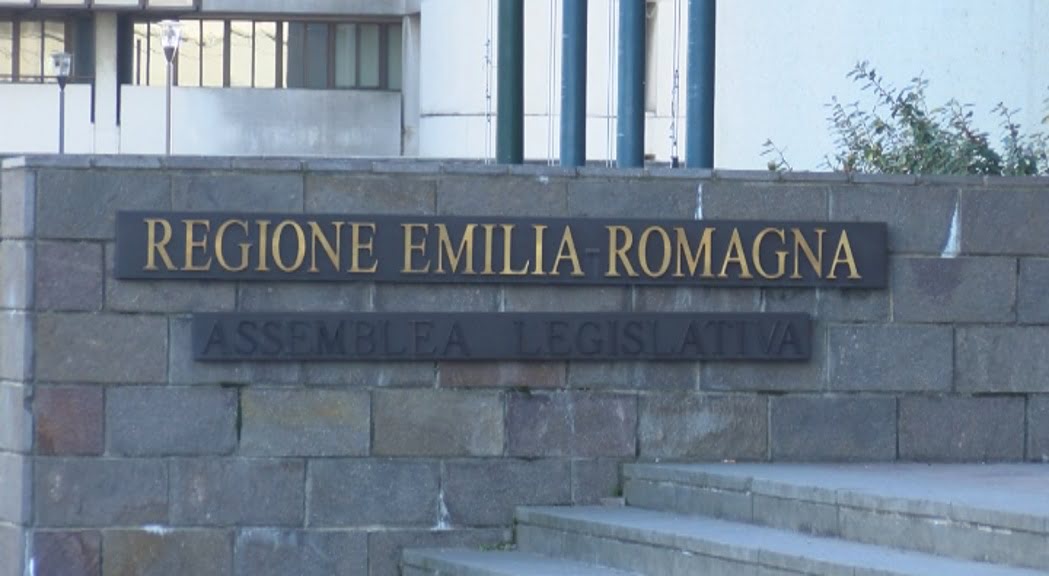 REGIONE EMILIA-ROMAGNA
ASSEMBLEA LEGISLATIVA